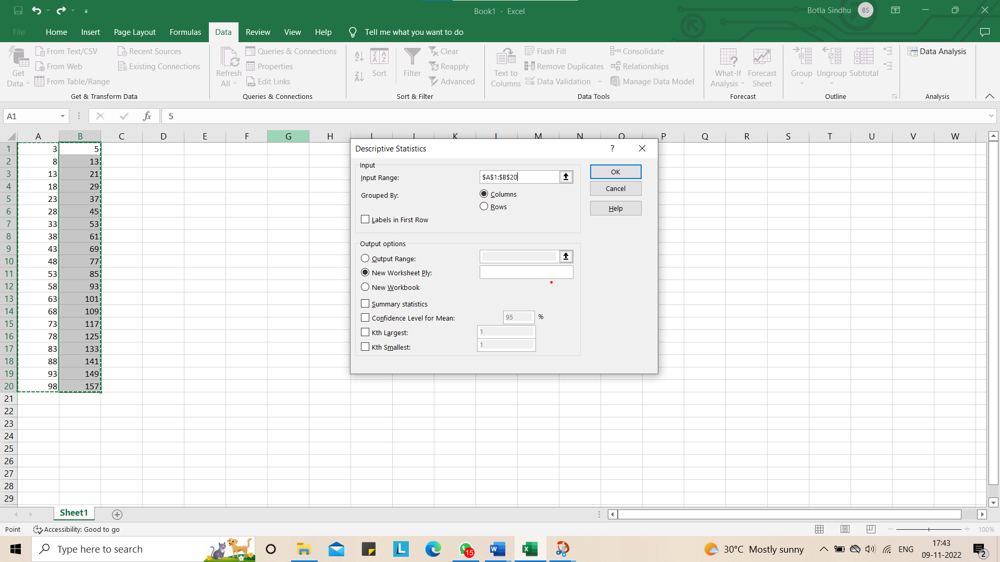 Book1 - Excel
Botla Sindhu
BS
File
Home
Insert
Page Layout
Formulas
Data
Review
View
Help
Tell me what you want to do
Get
Data
From Text/CSV
From Web
From Table/Range
Recent Sources
Existing Connections
Get & Transform Data
Refresh
All
Queries & Connections
Properties
Edit Links
Queries & Connections
Sort
Filter
Clear
Reapply
Advanced
Sort & Filter
Text to
Columns
Flash Fill
Remove Duplicates
Data Validation
Consolidate
Relationships
Manage Data Model
Data Tools
What-If
Analysis
Forecast
Sheet
Forecast
Group
Ungroup
Subtotal
Outline
Data Analysis
Analysis
A1
fx
5
A B C D E F G H I J K L M N O P Q R S T U V W
1 3 5
2 8 13
3 13 21
4 18 29
5 23 37
6 28 45
7 33 53
8 38 61
9 43 69
10 48 77
11 53 85
12 58 93
13 63 101
14 68 109
15 73 117
16 78 125
17 83 133
18 88 141
19 93 149
20 98 157
21
22
23
24
25
26
27
28
29
Descriptive Statistics
?
Input
Input Range:
$A$1:$B$20
Grouped By:
Columns
Rows
Labels in First Row
OK
Cancel
Help
Output options
Output Range:
New Worksheet Ply:
New Workbook
Summary statistics
Confidence Level for Mean:
95
%
Kth Largest:
1
Kth Smallest:
1
Sheet1
Point
Accessibility: Good to go
100%
Type here to search
15
30°C Mostly sunny
ENG
17:43
09-11-2022
2